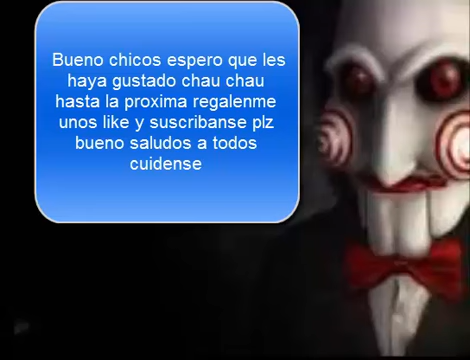 Bueno chicos espero que les
haya gustado chau chau
hasta la proxima regalenme
unos like y suscribanse plz
bueno saludos a todos
cuidense